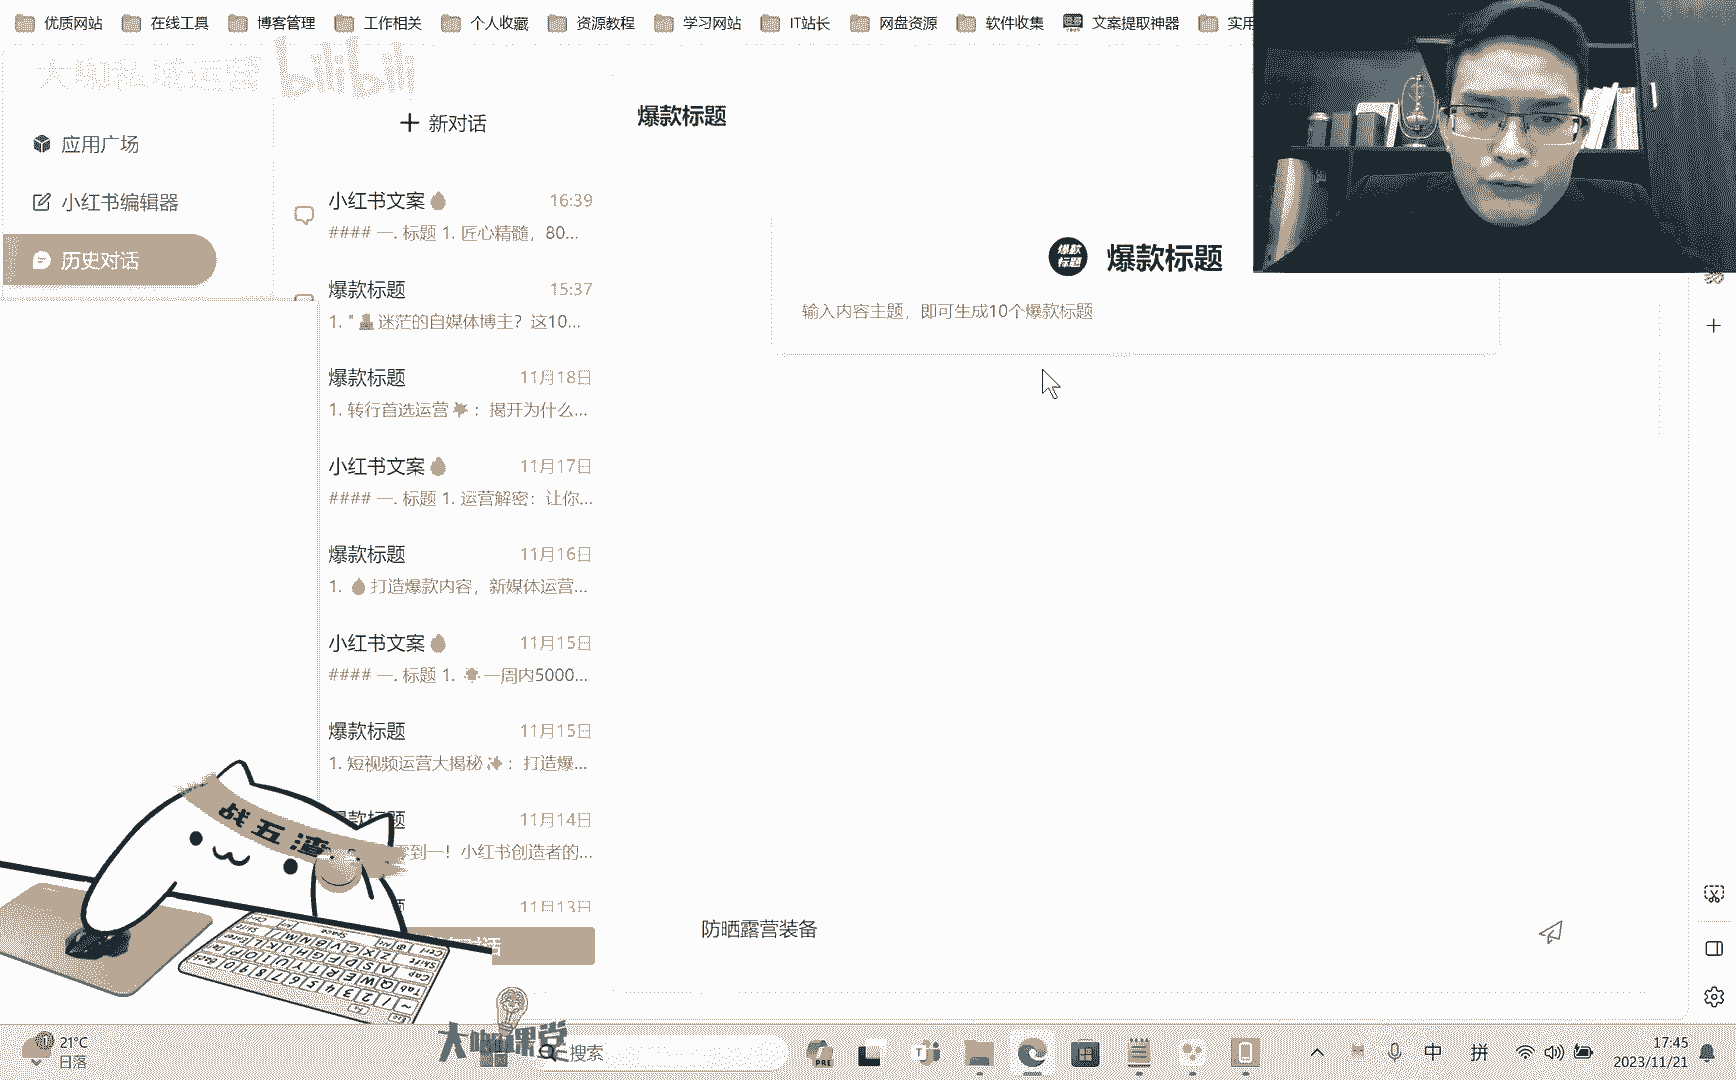 优质网站 在线工具 博客管理 工作相关 个人收藏 资源教程 学习网站 IT站长 网盘资源 软件收集 文案提取神器 实用
大咖私域运营 bilibili
应用广场
小红书编辑器
历史对话
新对话
小红书文案 16:39
#### 一. 标题 1. 匠心精髓，80...
爆款标题 15:37
1. " 迷茫的自媒体博主？这10...
爆款标题 11月18日
1. 转行首选运营 ：揭开为什么...
小红书文案 11月17日
#### 一. 标题 1. 运营解密：让你...
爆款标题 11月16日
1. 打造爆款内容，新媒体运营...
小红书文案 11月15日
#### 一. 标题 1. 一周内5000...
爆款标题 11月15日
1. 短视频运营大揭秘 ：打造爆...
爆款标题 11月14日
零到一！小红书创造者的...
11月13日
对话
爆款标题
爆款标题 爆款标题
输入内容主题，即可生成10个爆款标题
防晒露营装备
战五渣
大咖课堂
21°C
日落
搜索
PRE
中 拼
17:45
2023/11/21